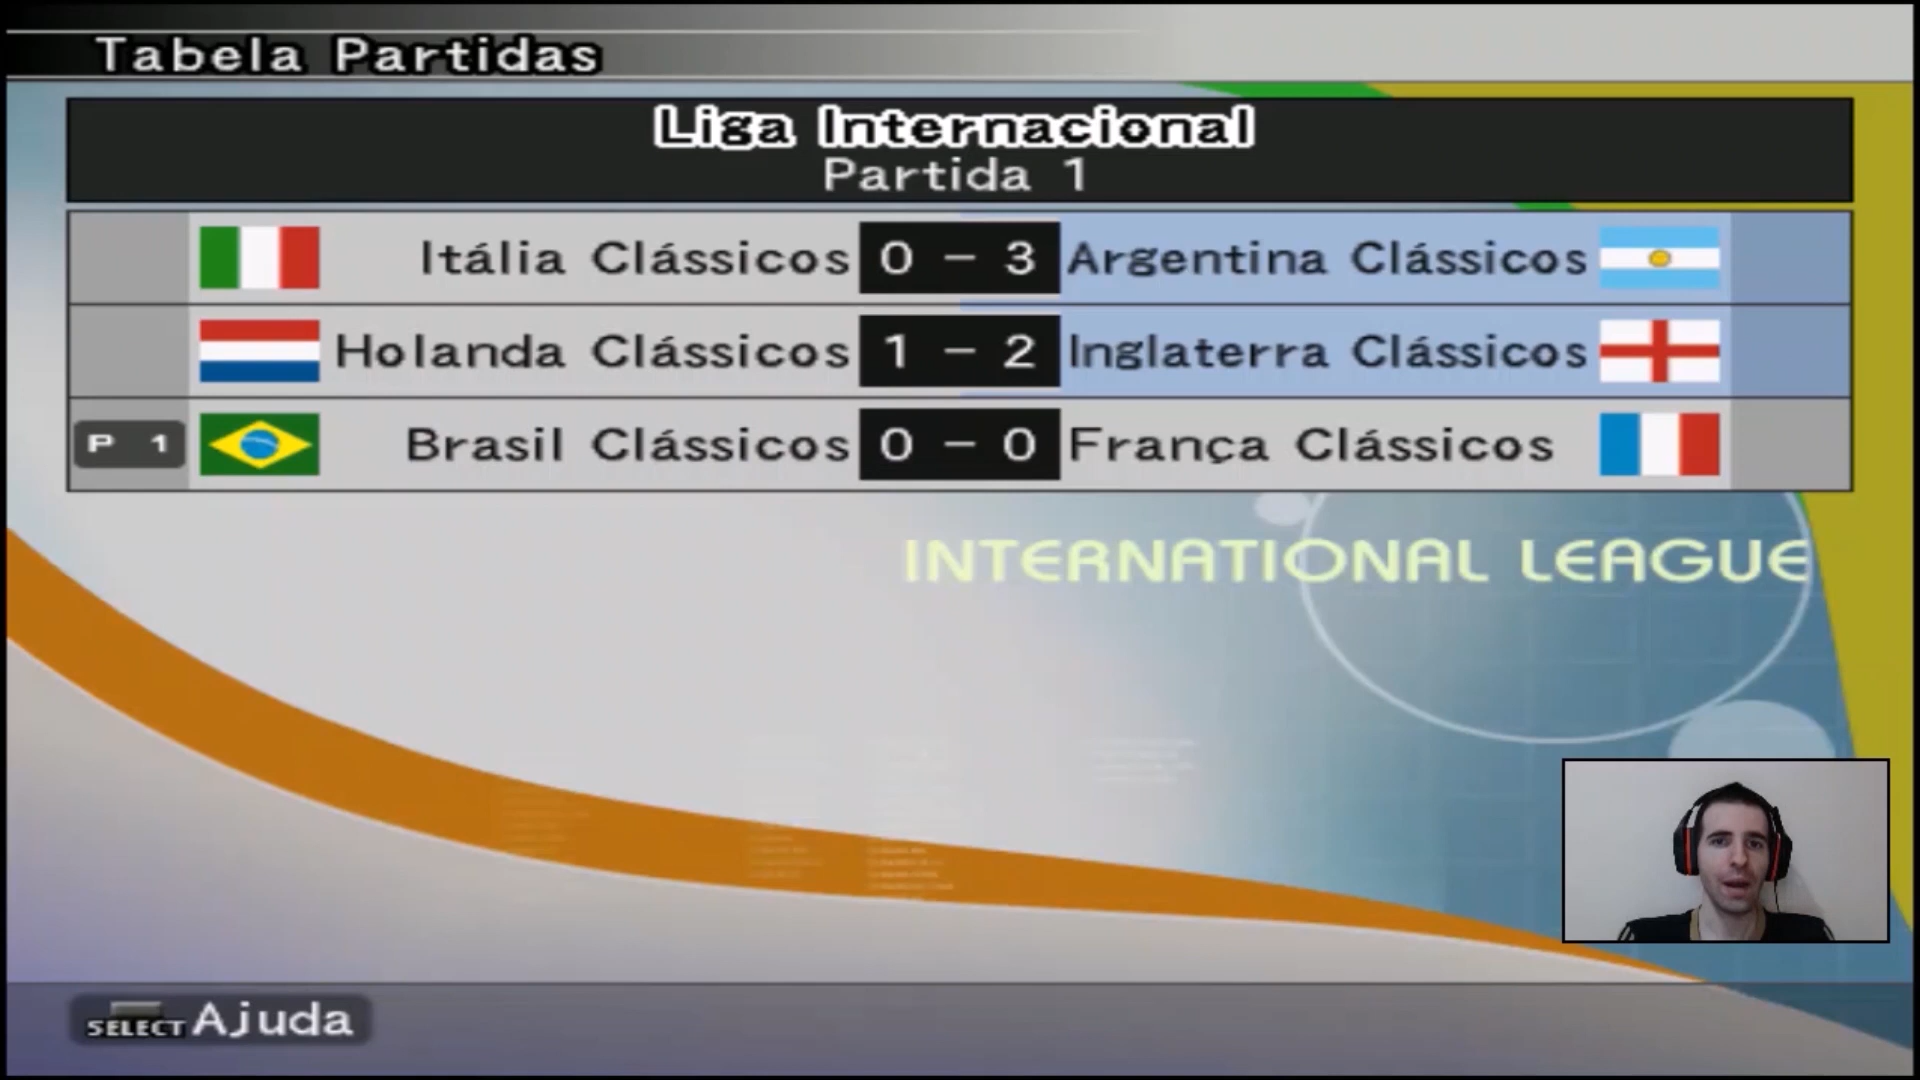 Tabela Partidas
Liga Internacional
Partida 1
Itália Clássicos 0 - 3 Argentina Clássicos
Holanda Clássicos 1 - 2 Inglaterra Clássicos
P 1 Brasil Clássicos 0 - 0 França Clássicos
INTERNATIONAL LEAGUE
SELECT Ajuda